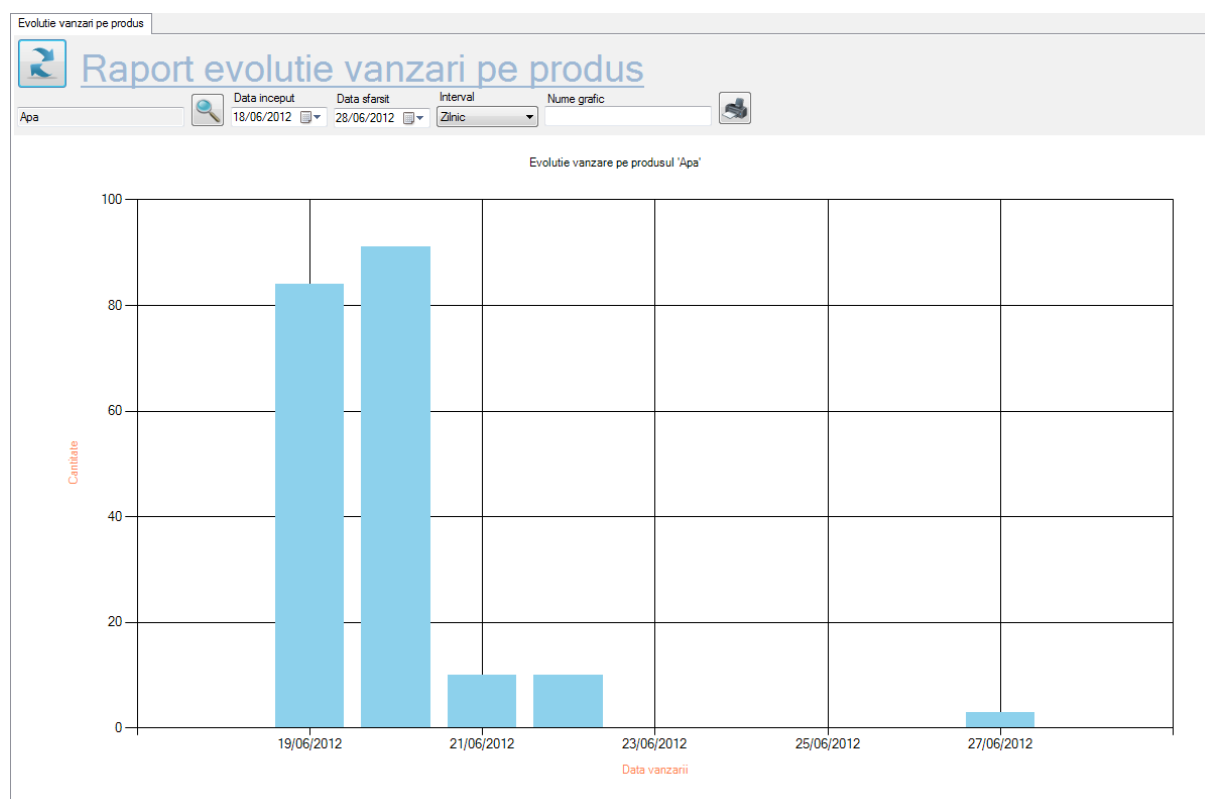 Evolutie vanzari pe produs
Raport evolutie vanzari pe produs
Data inceput Data sfarsit Interval Nume grafic
Apa 18/06/2012 28/06/2012 Zilnic
Evolutie vanzare pe produsul 'Apa'
100
80
60
40
20
0
Cantitate
19/06/2012 21/06/2012 23/06/2012 25/06/2012 27/06/2012
Data vanzarii